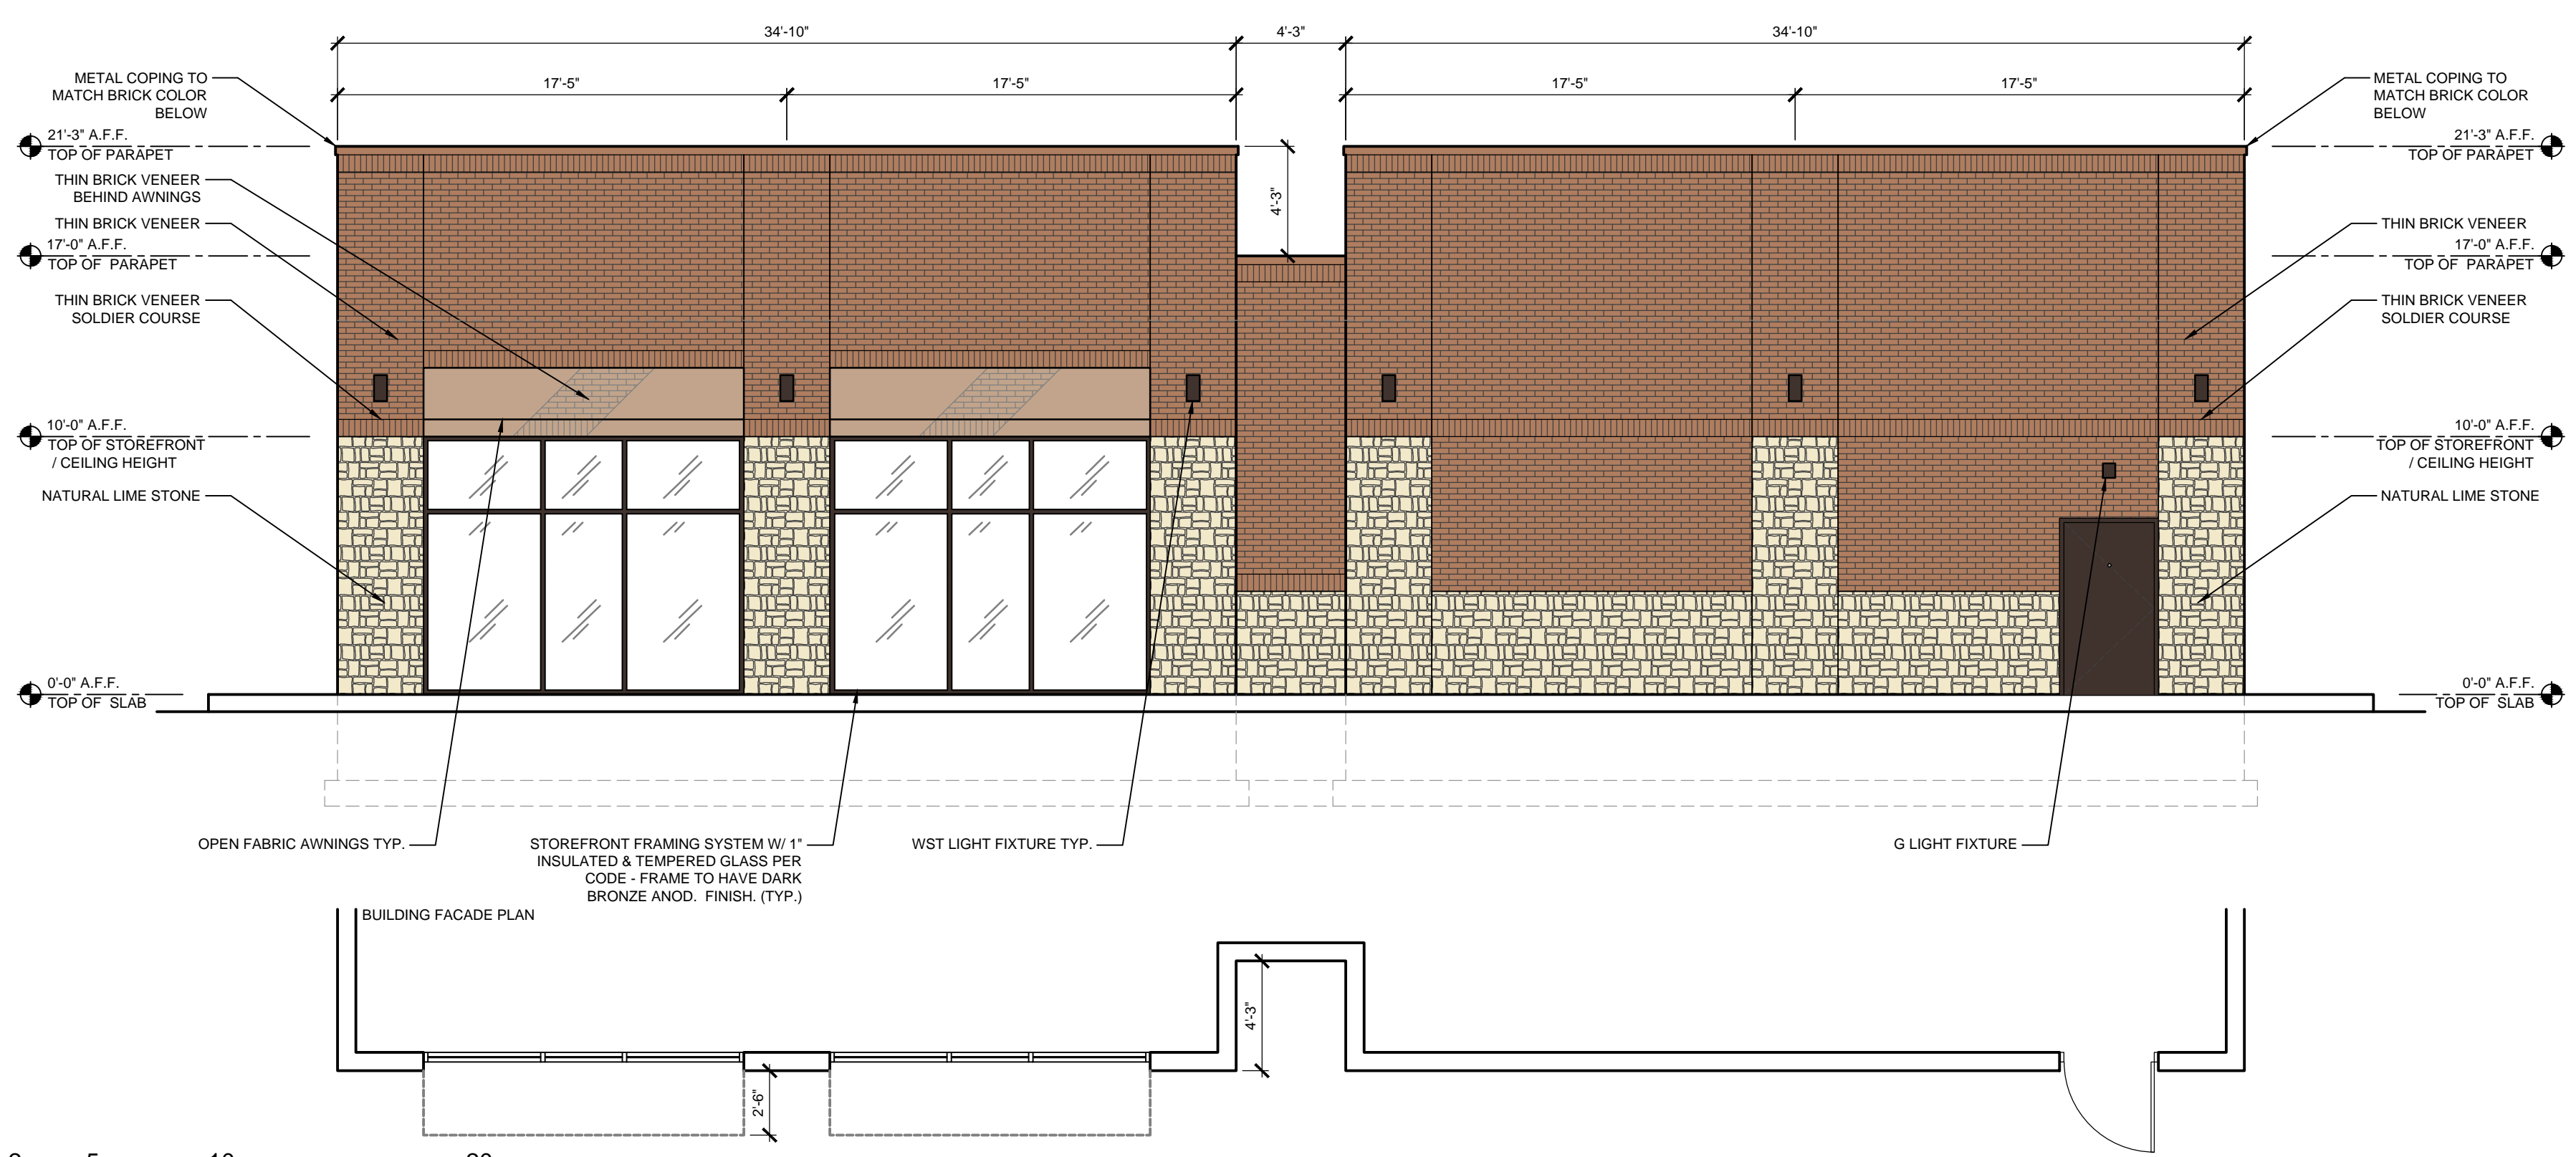 34'-10"
4'-3"
34'-10"
17'-5"
17'-5"
17'-5"
17'-5"
METAL COPING TO
MATCH BRICK COLOR
BELOW
21'-3" A.F.F.
TOP OF PARAPET
THIN BRICK VENEER
BEHIND AWNINGS
THIN BRICK VENEER
17'-0" A.F.F.
TOP OF PARAPET
THIN BRICK VENEER
SOLDIER COURSE
10'-0" A.F.F.
TOP OF STOREFRONT
/ CEILING HEIGHT
NATURAL LIME STONE
0'-0" A.F.F.
TOP OF SLAB
4'-3"
METAL COPING TO
MATCH BRICK COLOR
BELOW
21'-3" A.F.F.
TOP OF PARAPET
THIN BRICK VENEER
17'-0" A.F.F.
TOP OF PARAPET
THIN BRICK VENEER
SOLDIER COURSE
10'-0" A.F.F.
TOP OF STOREFRONT
/ CEILING HEIGHT
NATURAL LIME STONE
0'-0" A.F.F.
TOP OF SLAB
OPEN FABRIC AWNINGS TYP.
STOREFRONT FRAMING SYSTEM W/ 1"
INSULATED & TEMPERED GLASS PER
CODE - FRAME TO HAVE DARK
BRONZE ANOD. FINISH. (TYP.)
WST LIGHT FIXTURE TYP.
G LIGHT FIXTURE
BUILDING FACADE PLAN
4'-3"
2'-6"